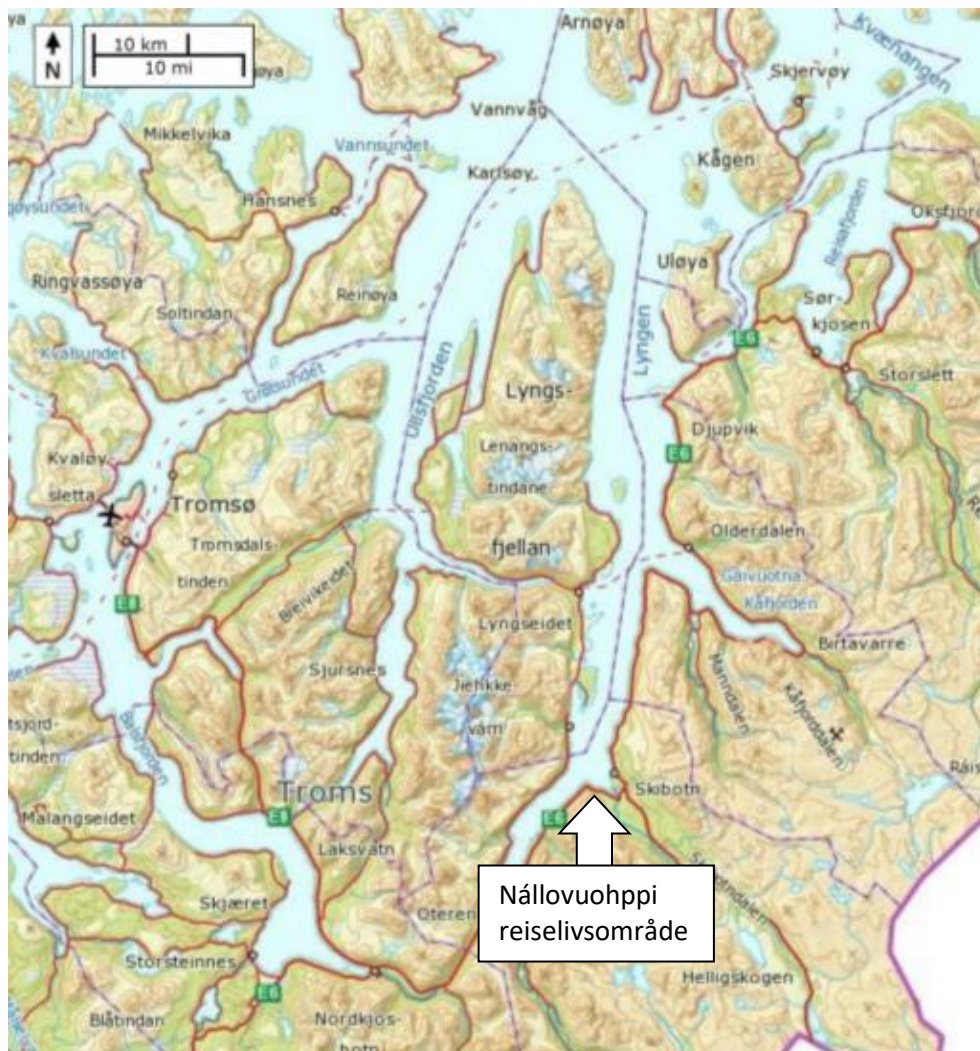 Arnøya
Kvænangen
10 km
10 mi
N
Skjervøy
Vannvåg
Mikkelvika
Vannsundet
Kågen
Karlsøy
Hansnes
Reisafjorden
Oksfjord
Uløya
Ringvassøya
Reinøya
Soltindan
Sør-
kjosen
E6
Kvalsundet
Grøtsundet
Ullsfjorden
Lyngen
Storslett
Lyngs-
Djupvik
Lenangs-
tindane
E6
Kvaløy-
sletta
Tromsø
Tromsdals-
tinden
fjellan
Olderdalen
Gáivuotna
Kåfjorden
Breivikeidet
E8
Lyngseidet
Birtavarre
Manndalen
Kåfjorddalen
Sjursnes
Jiehkke-
varri
Balsfjorden
tsjord-
tinden
Troms
Skibotn
Malangseidet
E8
E6
Laksvatn
Nállovuohppi
reiselivsområde
Skjæret
Oteren
Storsteinnes
Helligskogen
E6
Blåtindan
Nordkjos-
botn